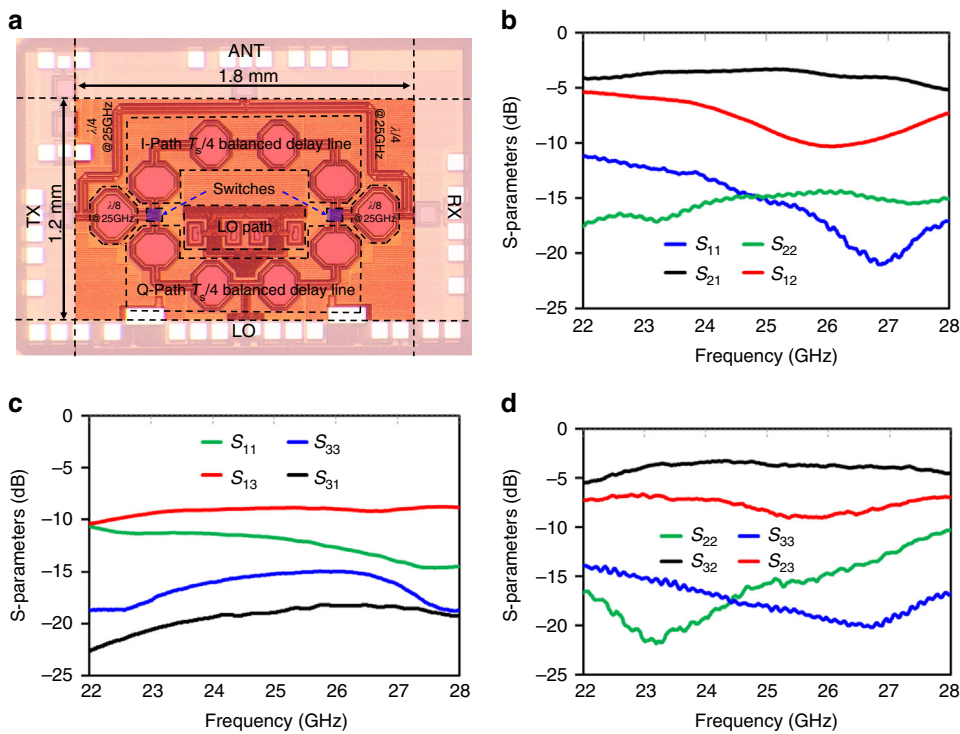 a
ANT
1.8 mm
λ/4
@25GHz
λ/4
@25GHz
I-Path Ts/4 balanced delay line
Switches
λ/8
@25GHz
λ/8
@25GHz
LO path
TX
1.2 mm
RX
Q-Path Ts/4 balanced delay line
LO
b
S-parameters (dB)
0
−5
−10
−15
−20
−25
S11 S22
S21 S12
22 23 24 25 26 27 28
Frequency (GHz)
c
S-parameters (dB)
0
−5
−10
−15
−20
−25
S11 S33
S13 S31
22 23 24 25 26 27 28
Frequency (GHz)
d
S-parameters (dB)
0
−5
−10
−15
−20
−25
S22 S33
S32 S23
22 23 24 25 26 27 28
Frequency (GHz)